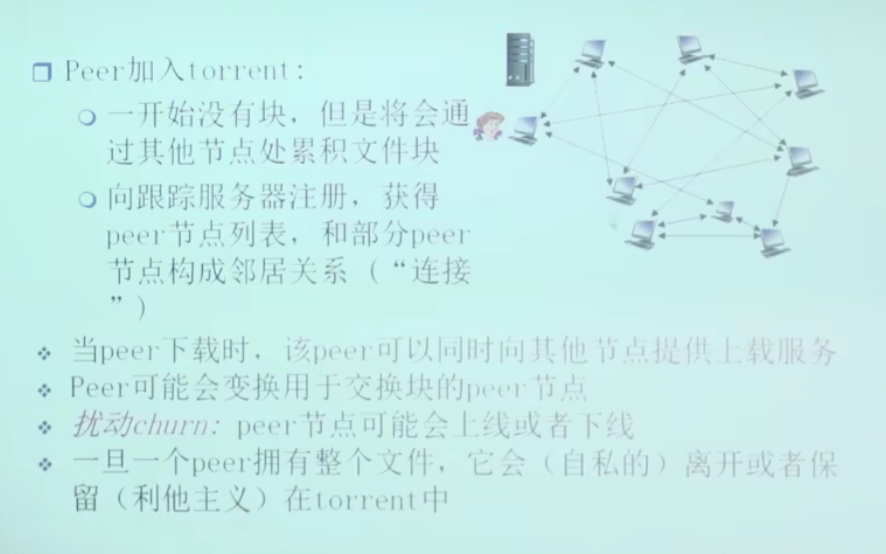 Peer加入torrent:
一开始没有块，但是将会通
过其他节点处累积文件块
向跟踪服务器注册，获得
peer节点列表，和部分peer
节点构成邻居关系（“连接
”）
当peer下载时，该peer可以同时向其他节点提供上载服务
Peer可能会变换用于交换块的peer节点
扰动churn: peer节点可能会上线或者下线
一旦一个peer拥有整个文件，它会（自私的）离开或者保
留（利他主义）在torrent中